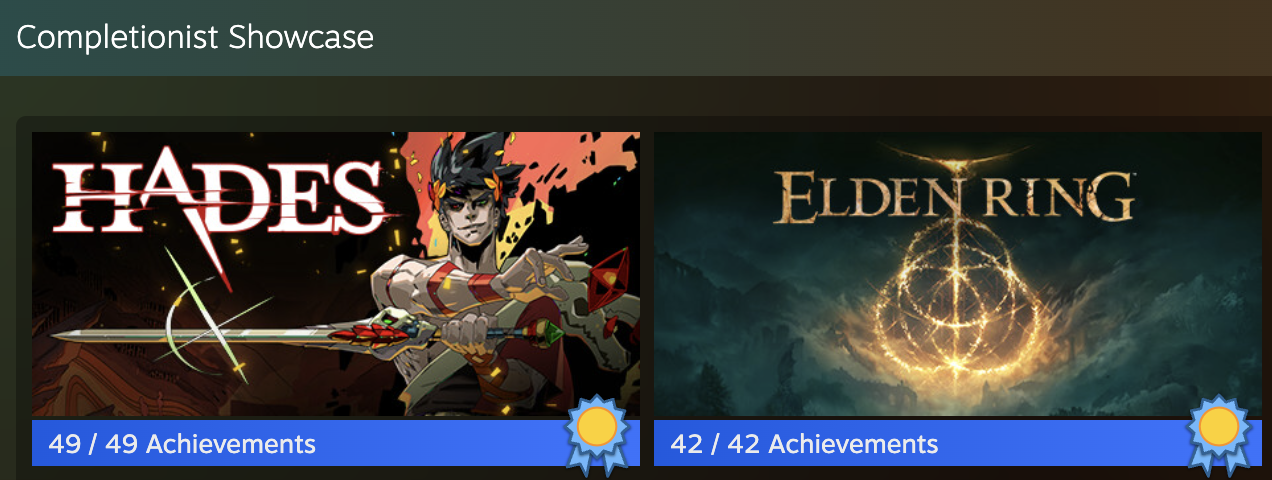 Completionist Showcase
HADES
ELDEN RING
49 / 49 Achievements
42 / 42 Achievements